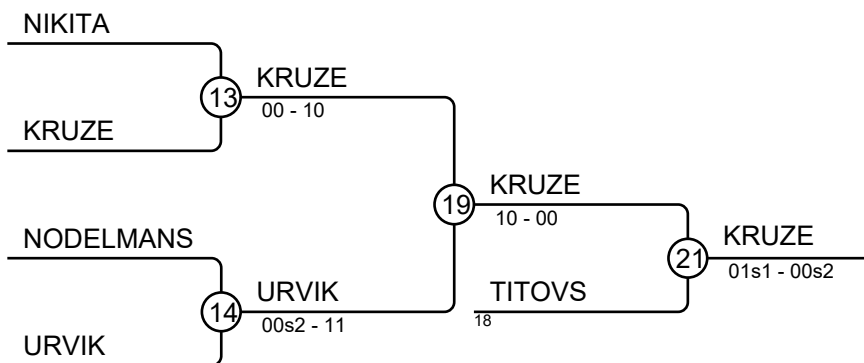 NIKITA
13
KRUZE
00 - 10
KRUZE
19
KRUZE
10 - 00
NODELMANS
21
KRUZE
01s1 - 00s2
14
URVIK
00s2 - 11
TITOVS
18
URVIK